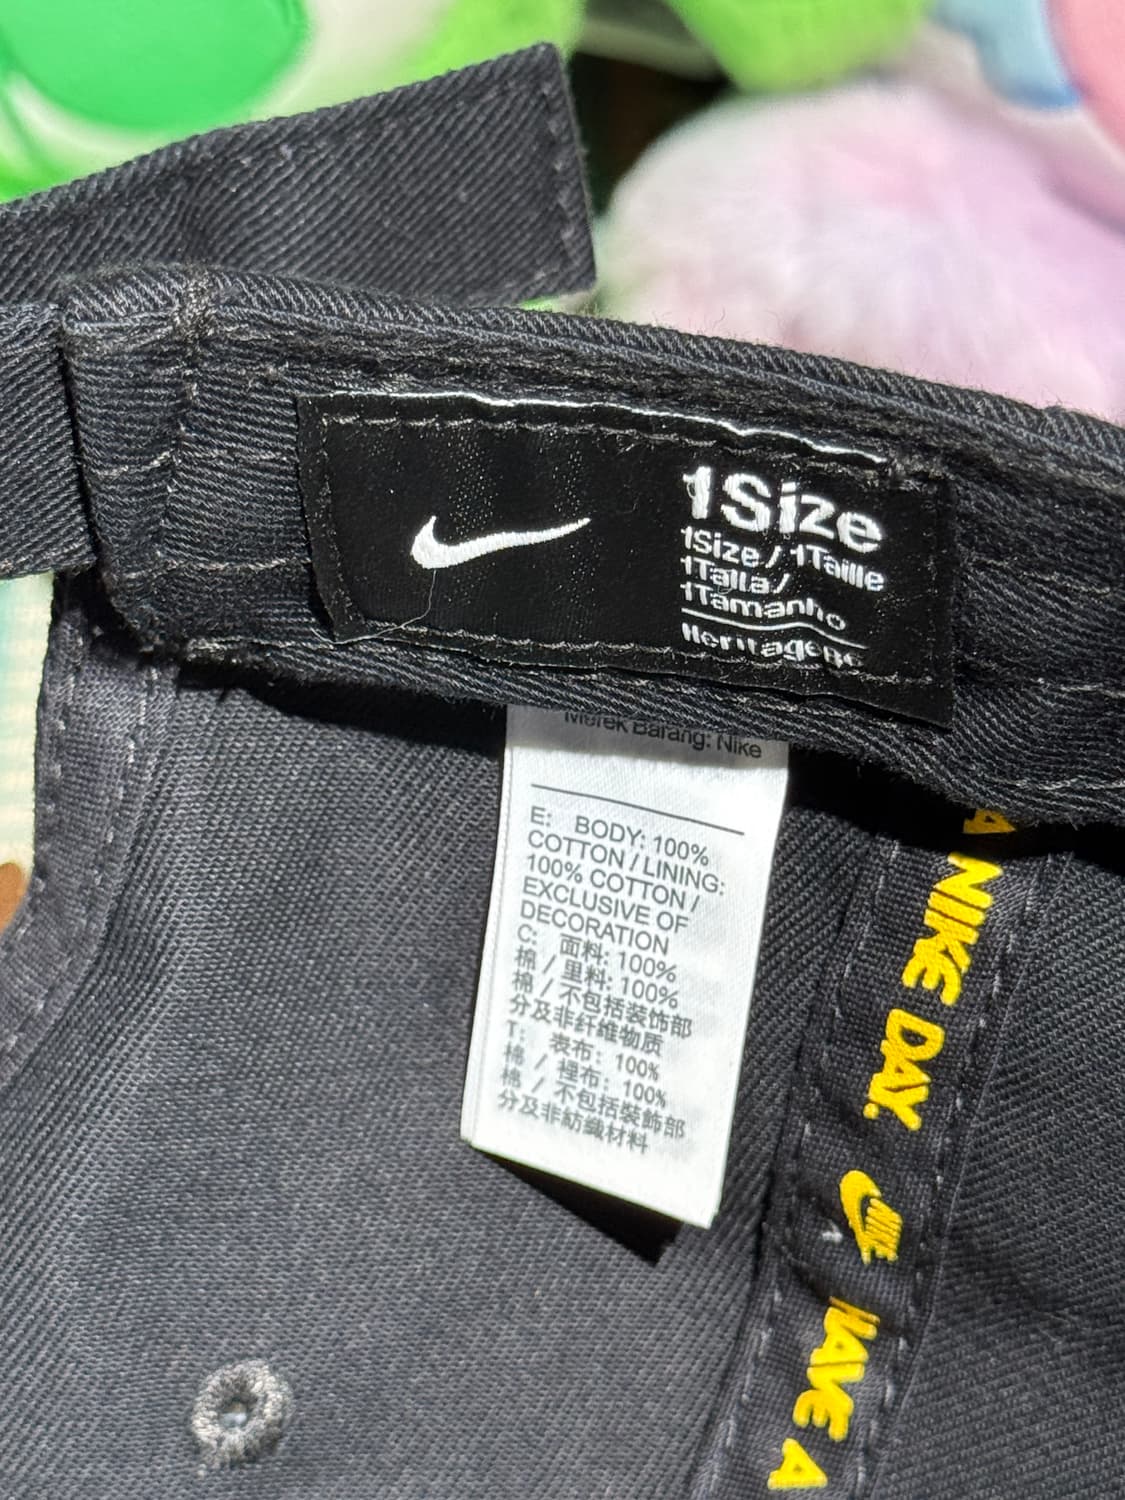 1Size
1Size / 1Taille
1Talla /
1Tamanho
Heritage86
Merek Barang: Nike
E: BODY: 100%
COTTON / LINING:
100% COTTON /
EXCLUSIVE OF
DECORATION
C: 面料: 100%
棉 / 里料: 100%
棉 / 不包括装饰部
分及非纤维物质
T: 表布: 100%
棉 / 裡布: 100%
棉 / 不包括裝飾部
分及非紡織材料
A NIKE DAY.
NIKE
HAVE A